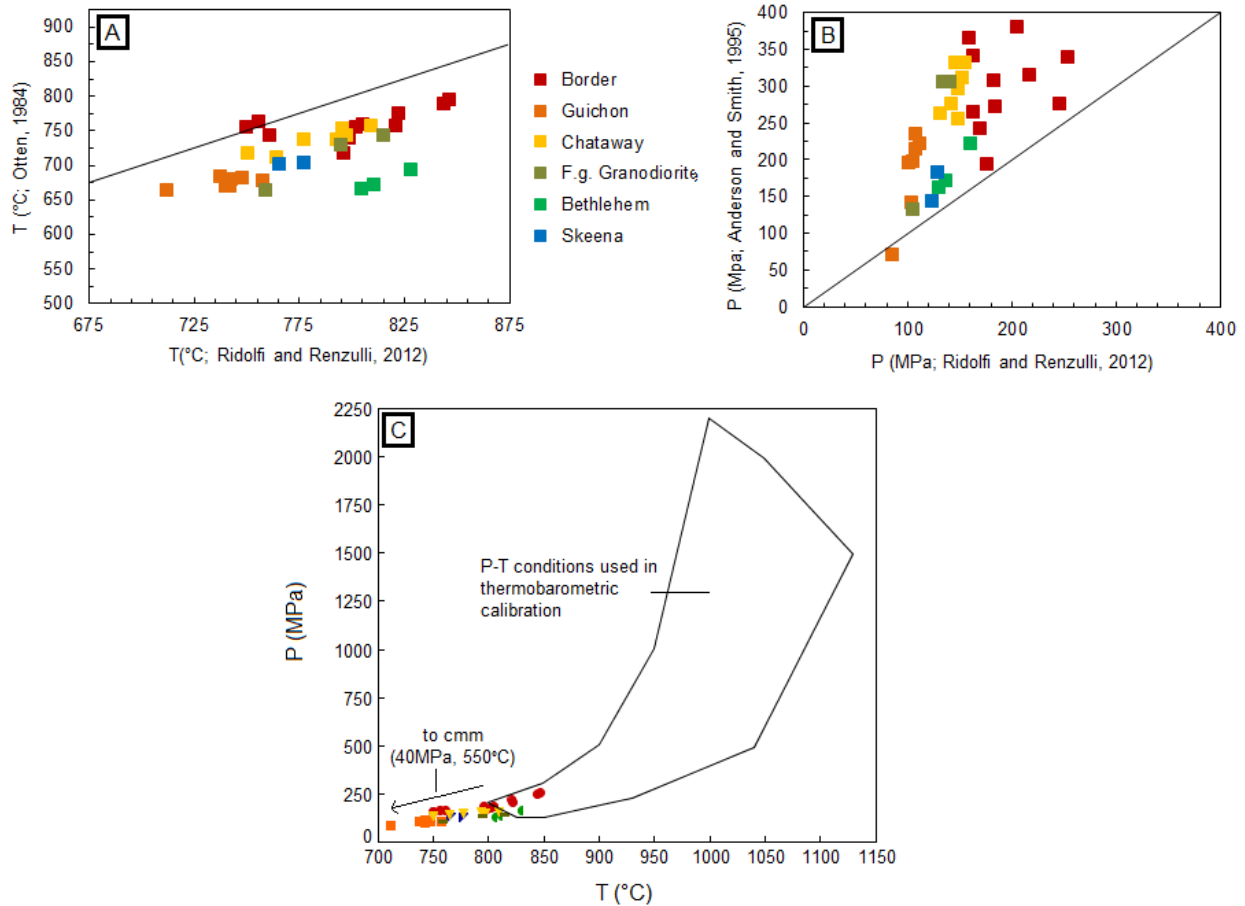 A
T (°C; Otten, 1984)
925
900
850
800
750
700
650
600
550
500
675
725
775
825
875
T(°C; Ridolfi and Renzulli, 2012)
Border
Guichon
Chataway
F.g. Granodiorite,
Bethlehem
Skeena
B
P (Mpa; Anderson and Smith, 1995)
400
350
300
250
200
150
100
50
0
0
100
200
300
400
P (MPa; Ridolfi and Renzulli, 2012)
C
P (MPa)
2250
2000
1750
1500
1250
1000
750
500
250
0
P-T conditions used in
thermobarometric
calibration
to cmm
(40MPa, 550°C)
700
750
800
850
900
950
1000
1050
1100
1150
T (°C)